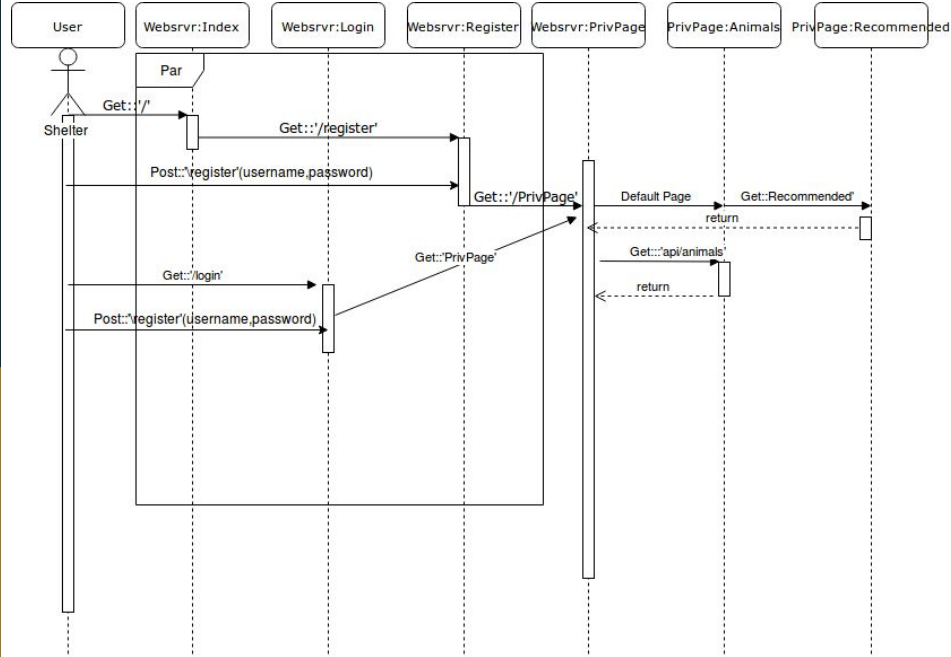 User
Websrvr:Index
Websrvr:Login
Websrvr:Register
Websrvr:PrivPage
PrivPage:Animals
PrivPage:Recommended
Par
Get::'/'
Shelter
Get::'/register'
Post::'\register'(username,password)
Get::'/PrivPage'
Default Page
Get::Recommended'
return
Get:::'api/animals'
Get::'PrivPage'
Get::'/login'
return
Post::'\register'(username,password)